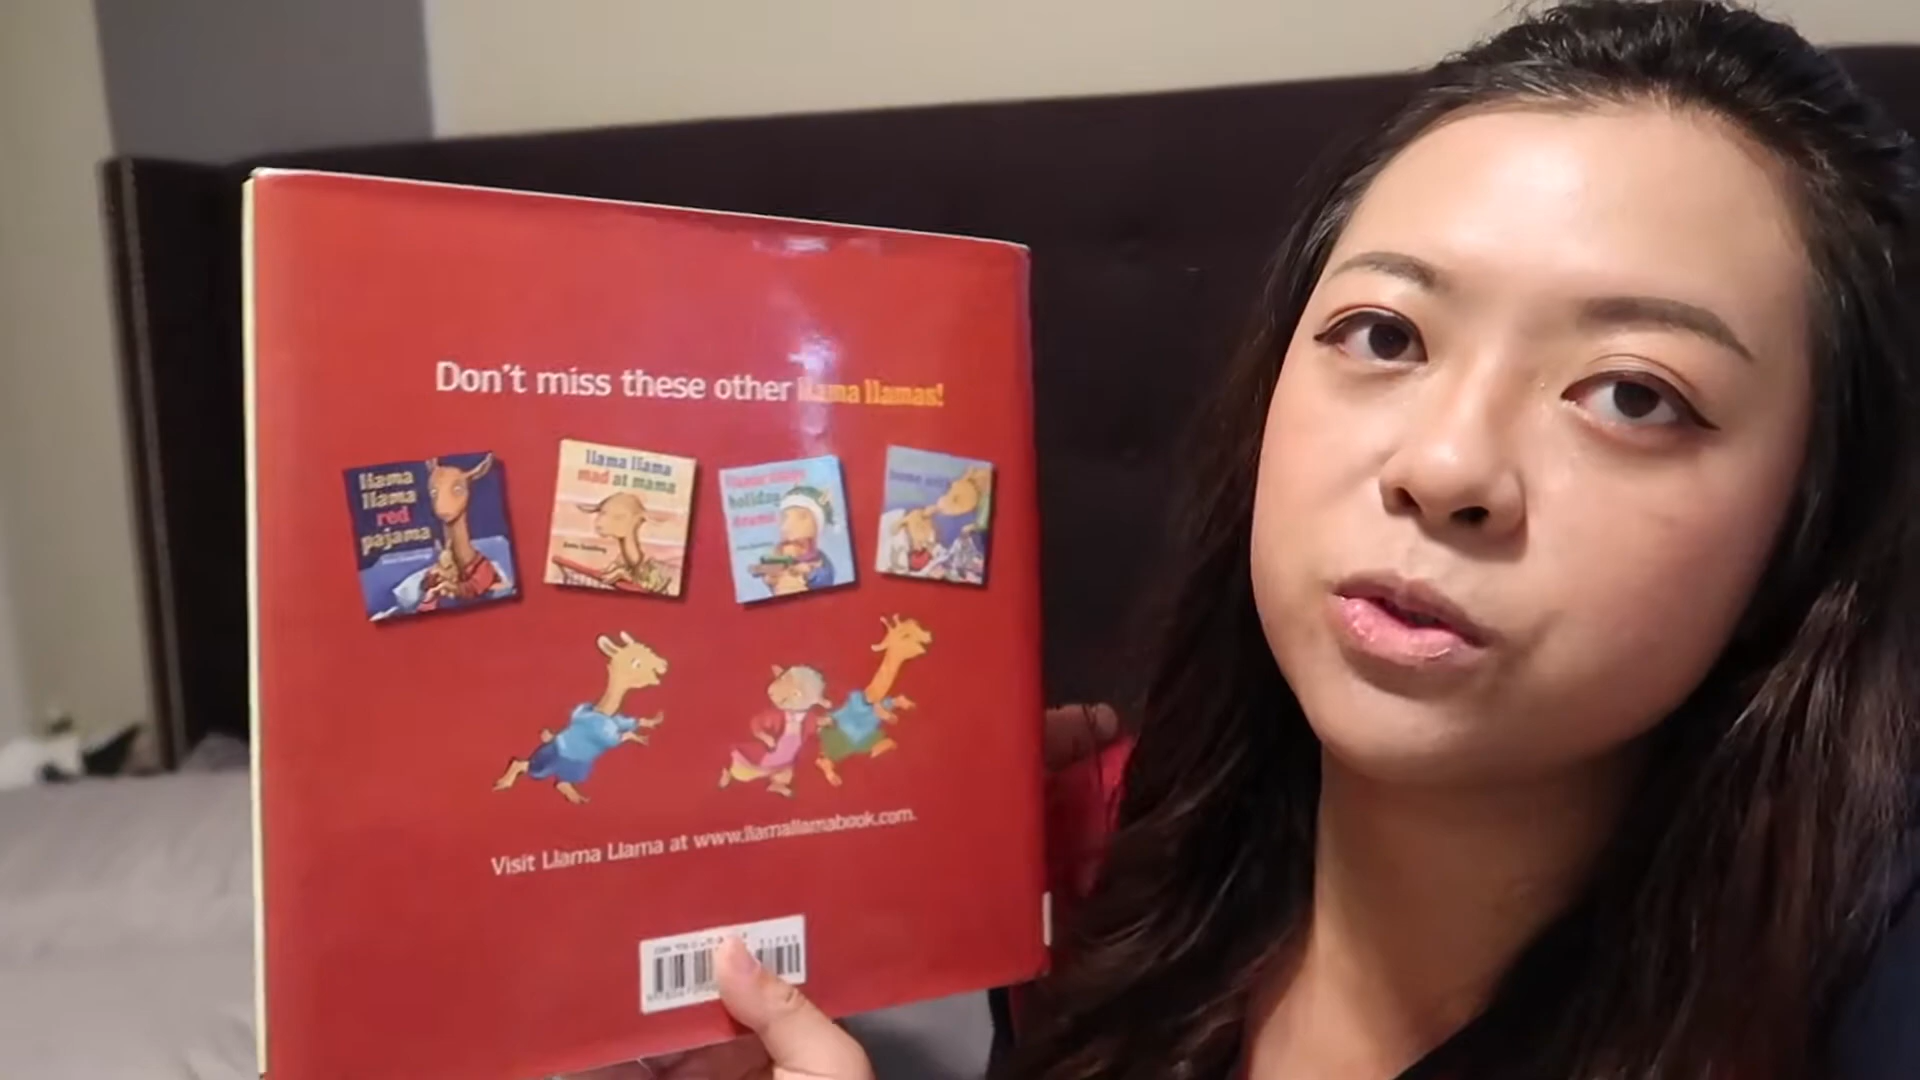 Don't miss these other llama llamas!
llama
llama
red
pajama
llama llama
mad at mama
holiday
Visit Llama Llama at www.llamallamabook.com.